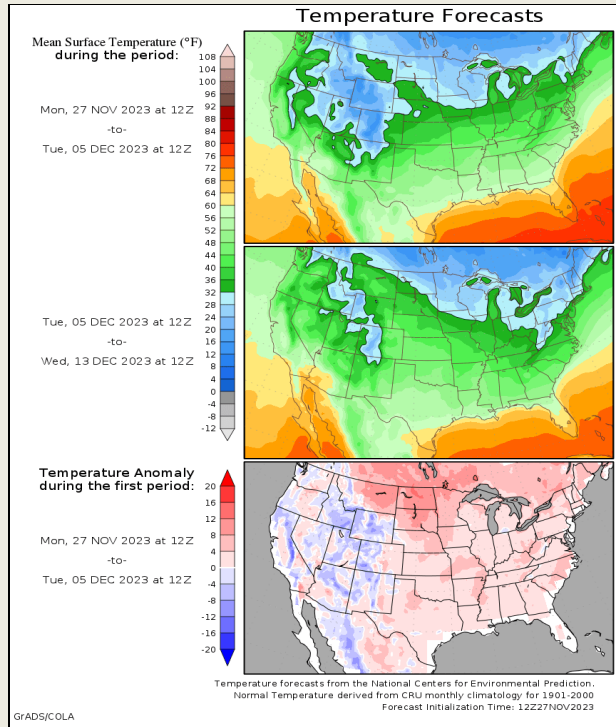 Temperature Forecasts
Mean Surface Temperature (°F)
during the period:
Mon, 27 NOV 2023 at 12Z
-to-
Tue, 05 DEC 2023 at 12Z
108
104
100
96
92
88
84
80
76
72
68
64
60
56
52
48
44
40
36
32
28
24
20
16
12
8
4
0
-4
-8
-12
Tue, 05 DEC 2023 at 12Z
-to-
Wed, 13 DEC 2023 at 12Z
Temperature Anomaly
during the first period:
Mon, 27 NOV 2023 at 12Z
-to-
Tue, 05 DEC 2023 at 12Z
20
16
12
8
4
0
-4
-8
-12
-16
-20
Temperature forecasts from the National Centers for Environmental Prediction.
Normal Temperature derived from CRU monthly climatology for 1901-2000
Forecast Initialization Time: 12Z27NOV2023
GrADS/COLA